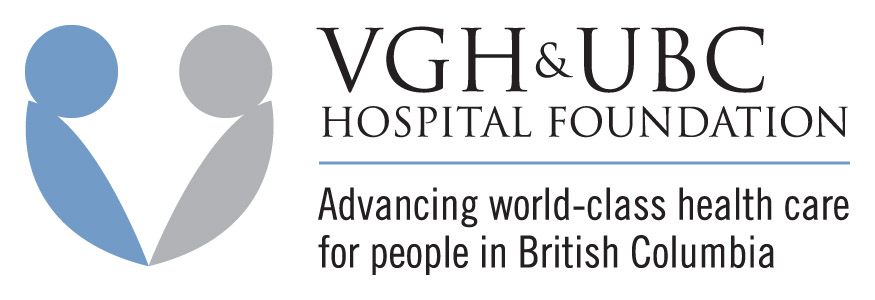 VGH & UBC
HOSPITAL FOUNDATION
Advancing world-class health care
for people in British Columbia